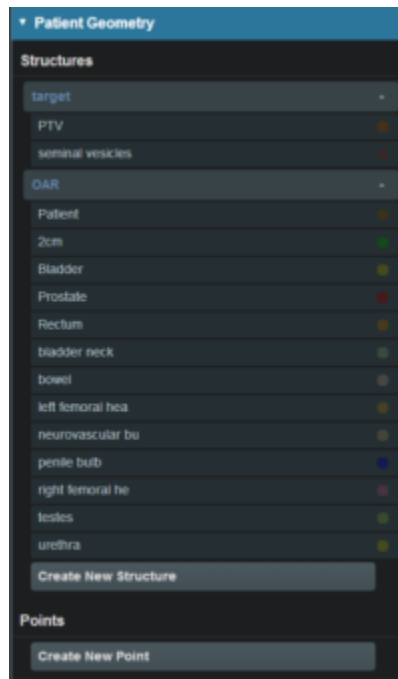 Patient Geometry
Structures
target
PTV
seminal vesicles
OAR
Patient
2cm
Bladder
Prostate
Rectum
bladder neck
bowel
left femoral hea
neurovascular bu
penile bulb
right femoral he
testes
urethra
Create New Structure
Points
Create New Point